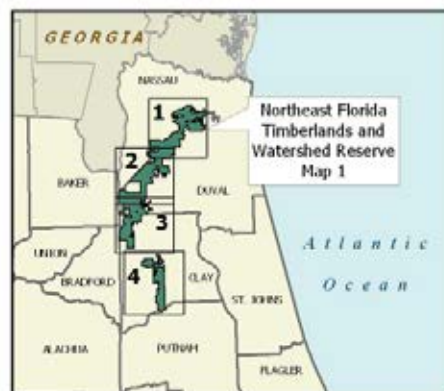 GEORGIA
NASSAU
1
Northeast Florida
Timberlands and
Watershed Reserve
Map 1
2
BAKER
DUVAL
3
UNION
Atlantic
Ocean
4
BRADFORD
CLAY
ST. JOHNS
ALACHUA
PUTNAM
FLAGLER